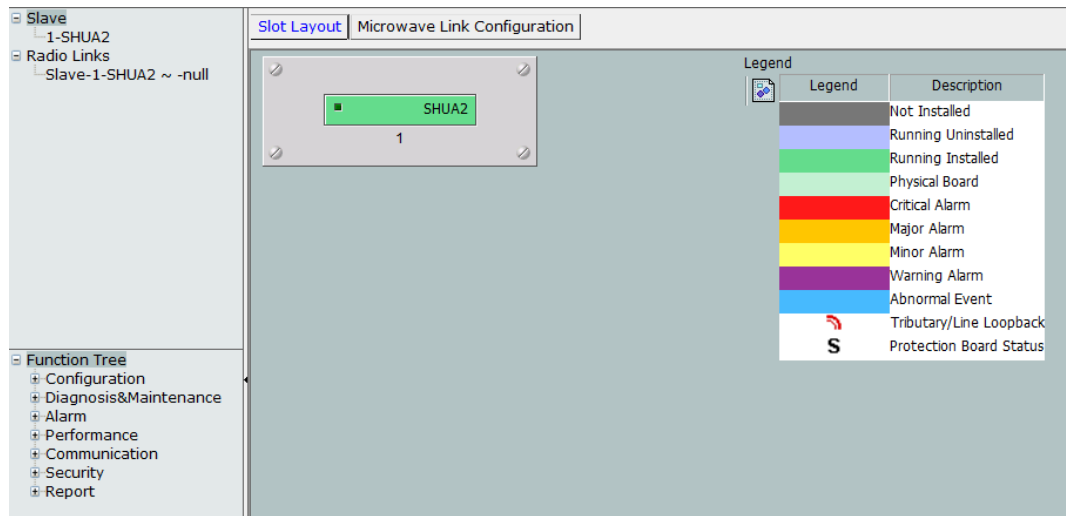 Slave
1-SHUA2
Radio Links
Slave-1-SHUA2 ~ -null
Function Tree
Configuration
Diagnosis&Maintenance
Alarm
Performance
Communication
Security
Report
Slot Layout
Microwave Link Configuration
SHUA2
1
Legend
Legend Description
Not Installed
Running Uninstalled
Running Installed
Physical Board
Critical Alarm
Major Alarm
Minor Alarm
Warning Alarm
Abnormal Event
Tributary/Line Loopback
S Protection Board Status